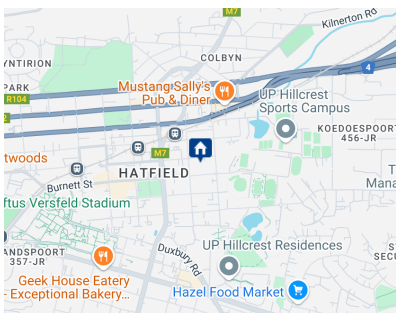 Kilnerton Rd
M7
COLBYN
YNTIRION
4
Mustang Sally's
Pub & Diner
PARK
R104
UP Hillcrest
Sports Campus
KOEDOESPOORT
456-JR
M7
twoods
HATFIELD
Burnett St
T
Mana
ftus Versfeld Stadium
Duxbury Rd
UP Hillcrest Residences
ANDSPOORT
357-JR
S
SECU
Geek House Eatery
- Exceptional Bakery...
Hazel Food Market